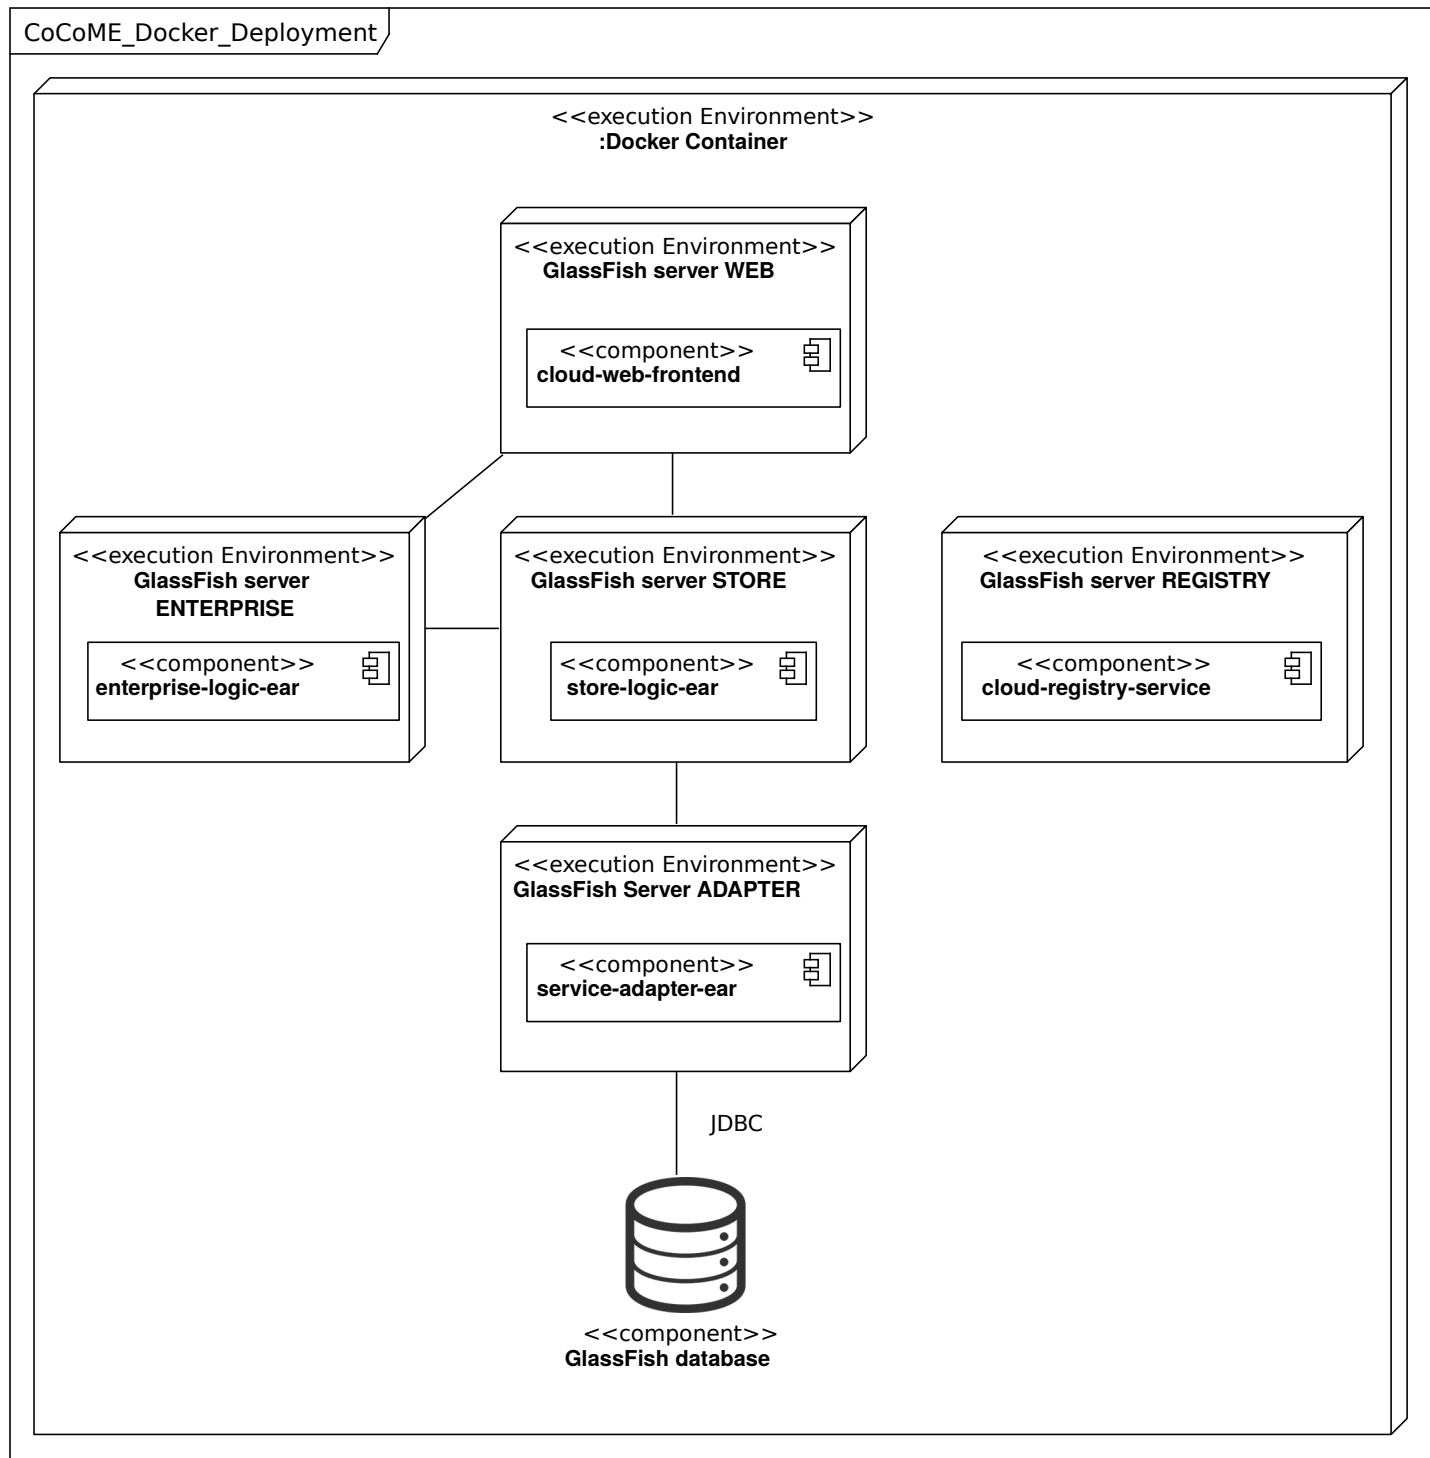 CoCoME_Docker_Deployment
<<execution Environment>>
:Docker Container
<<execution Environment>>
GlassFish server WEB
<<component>>
cloud-web-frontend
<<execution Environment>>
GlassFish server
ENTERPRISE
<<component>>
enterprise-logic-ear
<<execution Environment>>
GlassFish server STORE
<<component>>
store-logic-ear
<<execution Environment>>
GlassFish server REGISTRY
<<component>>
cloud-registry-service
<<execution Environment>>
GlassFish Server ADAPTER
<<component>>
service-adapter-ear
JDBC
<<component>>
GlassFish database